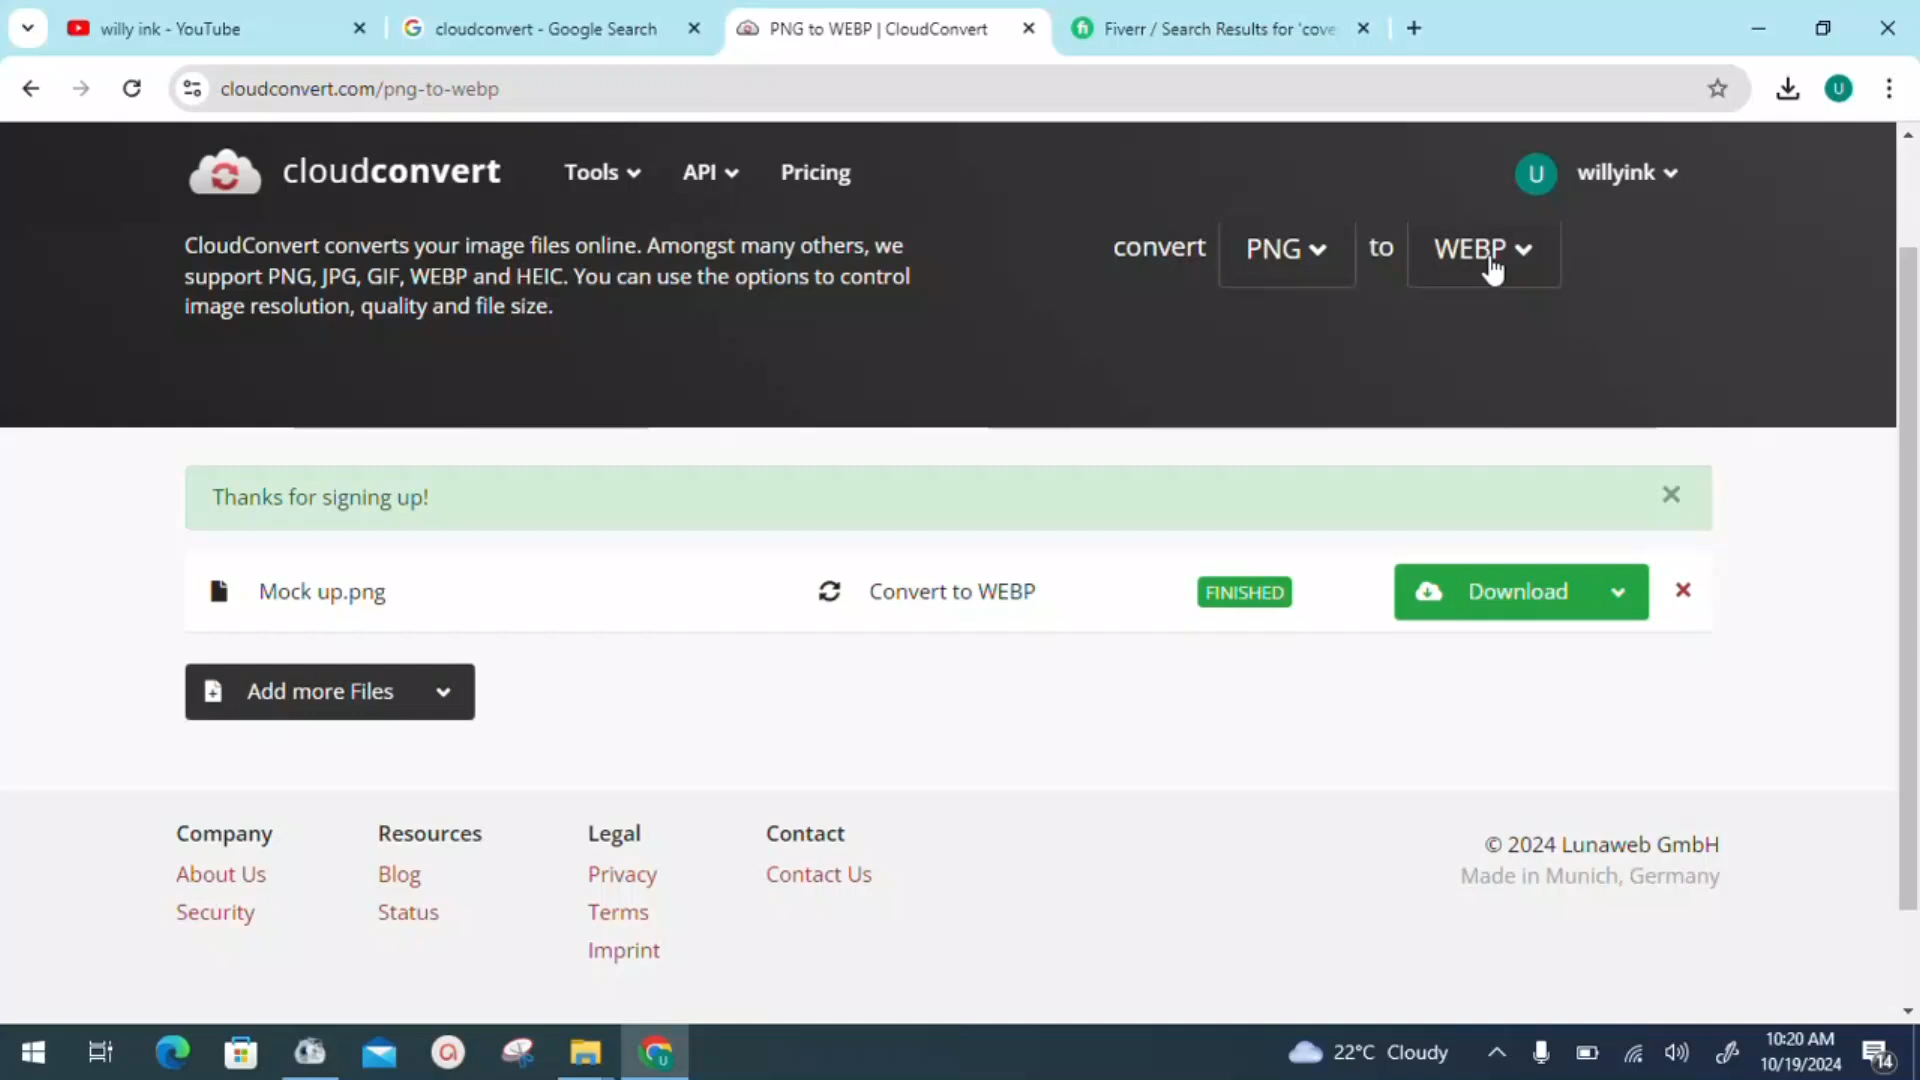 willy ink - YouTube
cloudconvert - Google Search
PNG to WEBP | CloudConvert
Fiverr / Search Results for 'cove
cloudconvert.com/png-to-webp
U
cloudconvert
Tools
API
Pricing
U
willyink
CloudConvert converts your image files online. Amongst many others, we
support PNG, JPG, GIF, WEBP and HEIC. You can use the options to control
image resolution, quality and file size.
convert PNG to WEBP
Thanks for signing up!
Mock up.png
Convert to WEBP
FINISHED
Download
Add more Files
Company
About Us
Security
Resources
Blog
Status
Legal
Privacy
Terms
Imprint
Contact
Contact Us
© 2024 Lunaweb GmbH
Made in Munich, Germany
22°C Cloudy
10:20 AM
10/19/2024
14